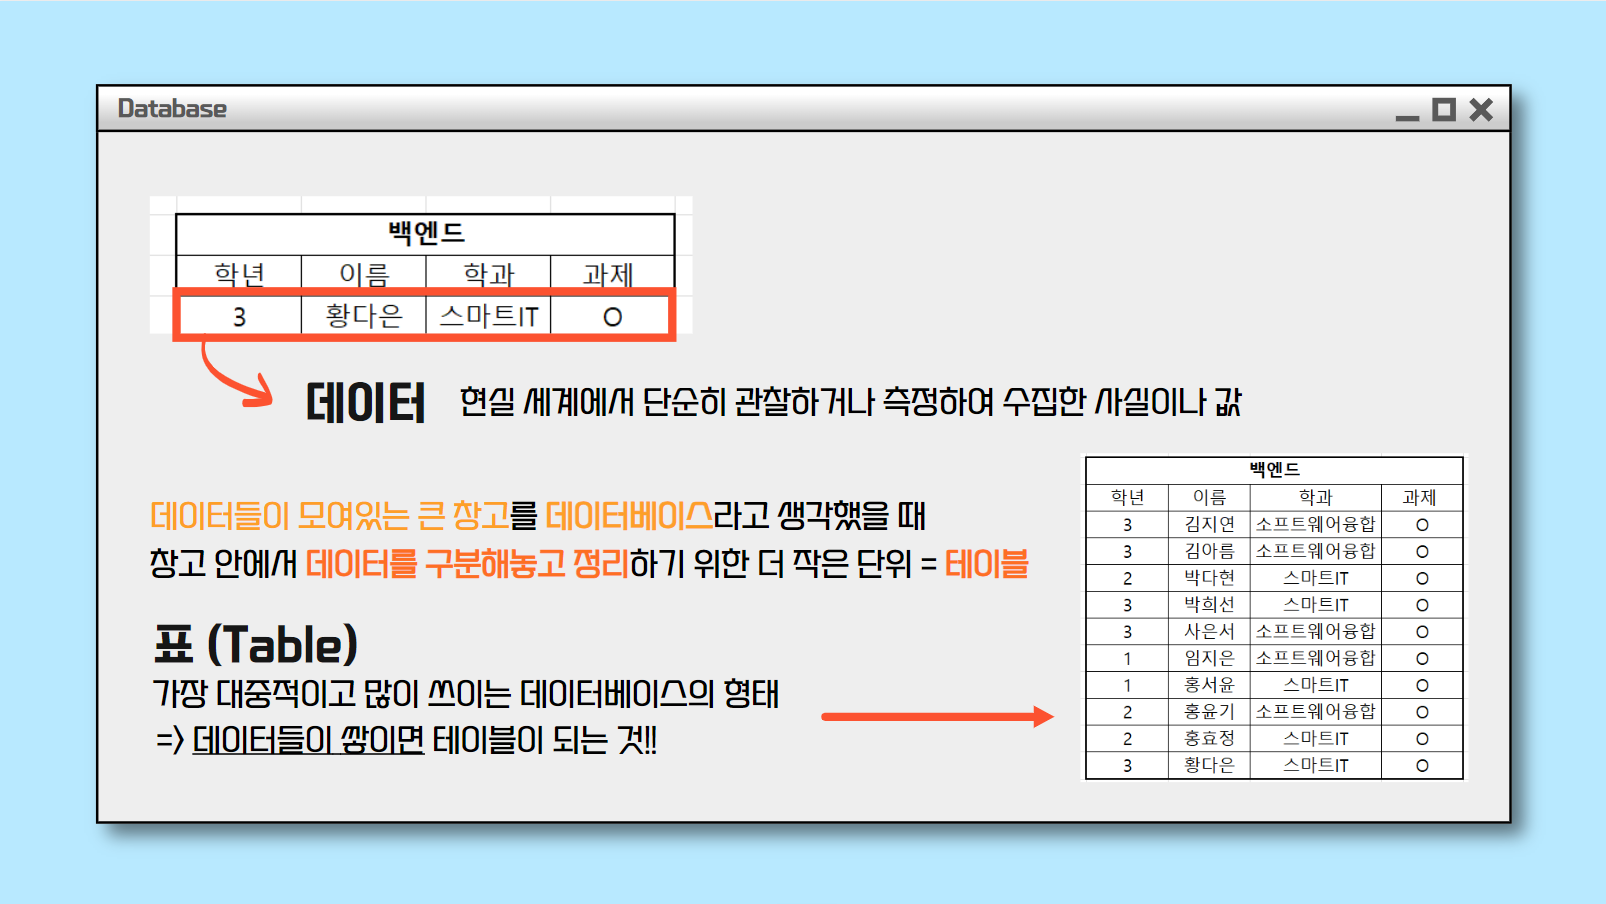 Database
백엔드
학년 이름 학과 과제
3 황다은 스마트IT O
데이터 현실 세계에서 단순히 관찰하거나 측정하여 수집한 사실이나 값
데이터들이 모여있는 큰 창고를 데이터베이스라고 생각했을 때
창고 안에서 데이터를 구분해놓고 정리하기 위한 더 작은 단위 = 테이블
표 (Table)
가장 대중적이고 많이 쓰이는 데이터베이스의 형태
=> 데이터들이 쌓이면 테이블이 되는 것!!
백엔드
학년 이름 학과 과제
3 김지연 소프트웨어융합 O
3 김아름 소프트웨어융합 O
2 박다현 스마트IT O
3 박희선 스마트IT O
3 사은서 소프트웨어융합 O
1 임지은 소프트웨어융합 O
1 홍서윤 스마트IT O
2 홍윤기 소프트웨어융합 O
2 홍효정 스마트IT O
3 황다은 스마트IT O